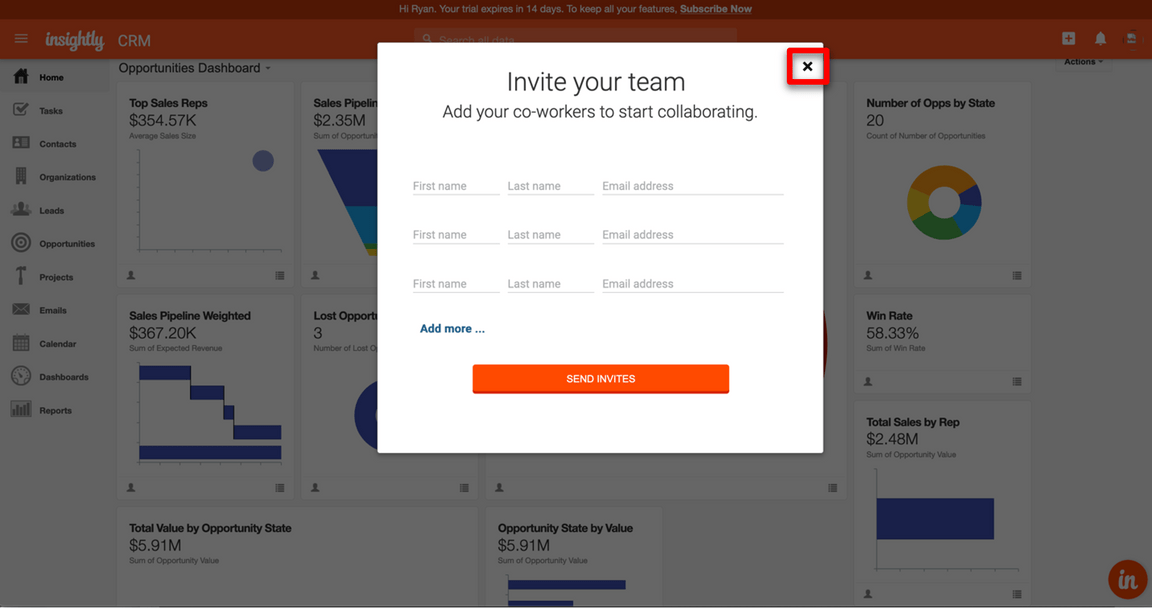 Hi Ryan. Your trial expires in 14 days. To keep all your features, Subscribe Now
insightly CRM
Search all data
Opportunities Dashboard
Actions
Home
Tasks
Contacts
Organizations
Leads
Opportunities
Projects
Emails
Calendar
Dashboards
Reports
Invite your team
Add your co-workers to start collaborating.
First name Last name Email address
First name Last name Email address
First name Last name Email address
Add more ...
SEND INVITES
Top Sales Reps
$354.57K
Average Sales Size
Sales Pipelin
$2.35M
Sum of Opportuni
Number of Opps by State
20
Count of Number of Opportunities
Sales Pipeline Weighted
$367.20K
Sum of Expected Revenue
Lost Opportu
3
Number of Lost Op
Win Rate
58.33%
Sum of Win Rate
Total Sales by Rep
$2.48M
Sum of Opportunity Value
Total Value by Opportunity State
$5.91M
Sum of Opportunity Value
Opportunity State by Value
$5.91M
Sum of Opportunity Value
in